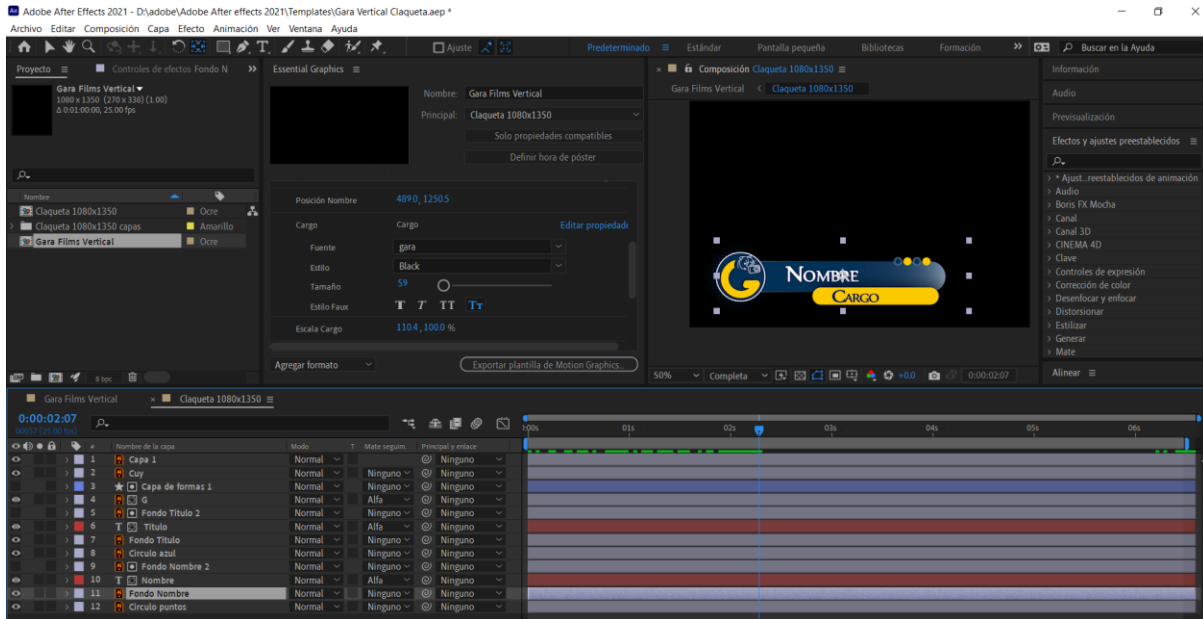 Adobe After Effects 2021 - D:\adobe\Adobe After effects 2021\Templates\Gara Vertical Claqueta.aep *
Archivo Editar Composición Capa Efecto Animación Ver Ventana Ayuda
Ajuste Predeterminado Estándar Pantalla pequeña Bibliotecas Formación Buscar en la Ayuda
Proyecto Controles de efectos Fondo N
Gara Films Vertical
1080 x 1350 (270 x 338) (1.00)
Δ 0:01:00:00, 25.00 fps
Nombre
Claqueta 1080x1350 Ocre
Claqueta 1080x1350 capas Amarillo
Gara Films Vertical Ocre
8 bpc
Essential Graphics
Nombre: Gara Films Vertical
Principal: Claqueta 1080x1350
Solo propiedades compatibles
Definir hora de póster
Posición Nombre 489.0, 1250.5
Cargo Cargo Editar propiedade
Fuente gara
Estilo Black
Tamaño 59
Estilo Faux T T TT Tт
Escala Cargo 110.4, 100.0 %
Agregar formato Exportar plantilla de Motion Graphics...
Composición Claqueta 1080x1350
Gara Films Vertical Claqueta 1080x1350
G NOMBRE
CARGO
50% Completa +0.0 0:00:02:07
Información
Audio
Previsualización
Efectos y ajustes preestablecidos
* Ajust...reestablecidos de animación
Audio
Boris FX Mocha
Canal
Canal 3D
CINEMA 4D
Clave
Controles de expresión
Corrección de color
Desenfocar y enfocar
Distorsionar
Estilizar
Generar
Mate
Alinear
Gara Films Vertical Claqueta 1080x1350
0:00:02:07
00057 (25.00 fps)
# Nombre de la capa Modo T Mate seguim. Principal y enlace
:00s 01s 02s 03s 04s 05s 06s
1 Capa 1 Normal Ninguno
2 Cuy Normal Ninguno Ninguno
3 Capa de formas 1 Normal Ninguno Ninguno
4 G Normal Alfa Ninguno
5 Fondo Titulo 2 Normal Ninguno Ninguno
6 T Titulo Normal Alfa Ninguno
7 Fondo Titulo Normal Ninguno Ninguno
8 Circulo azul Normal Ninguno Ninguno
9 Fondo Nombre 2 Normal Ninguno Ninguno
10 T Nombre Normal Alfa Ninguno
11 Fondo Nombre Normal Ninguno Ninguno
12 Circulo puntos Normal Ninguno Ninguno